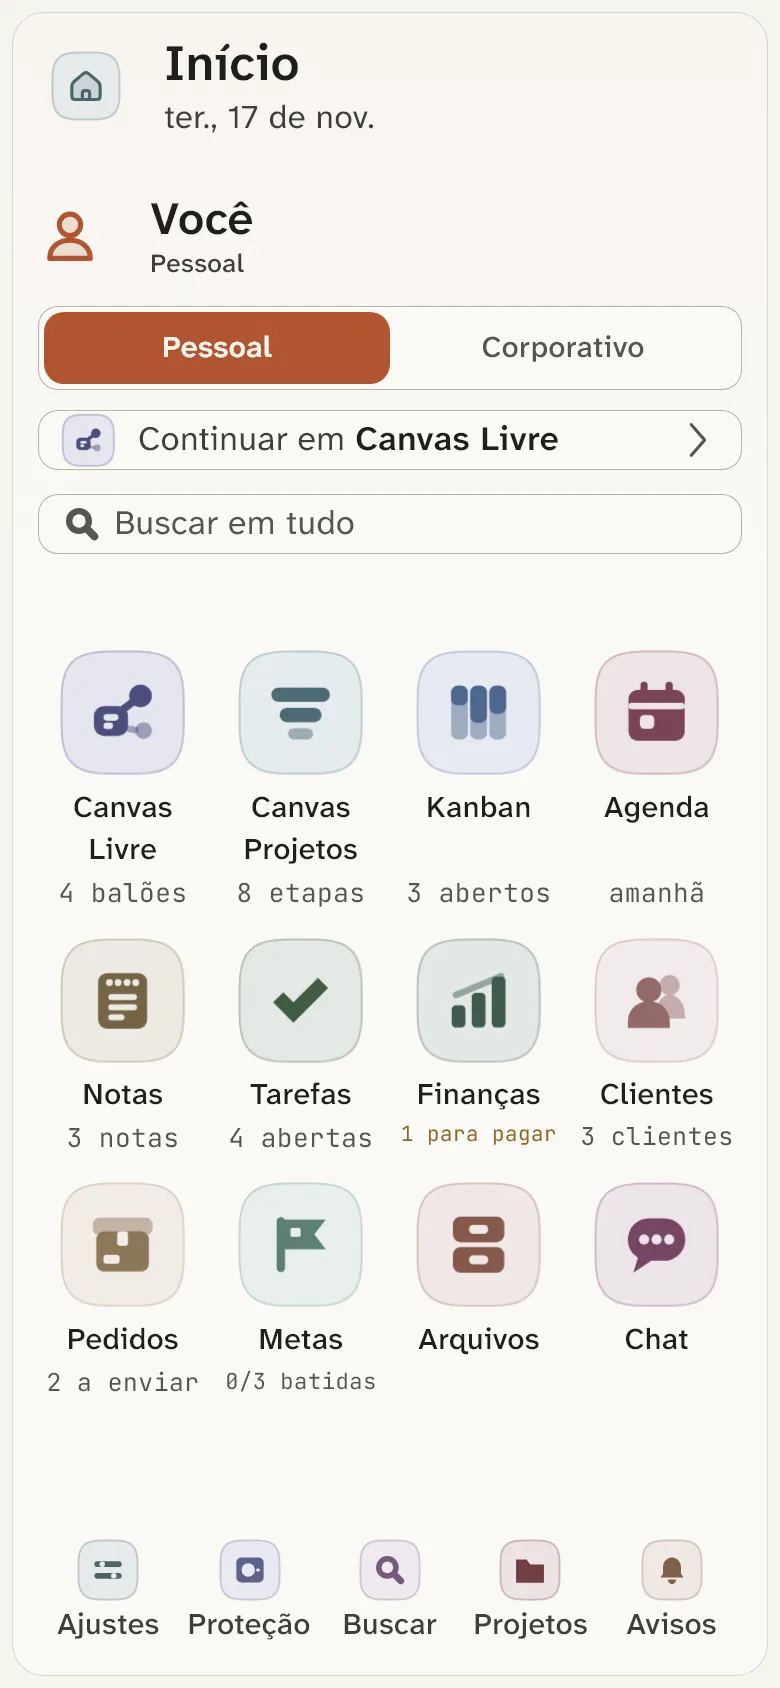 Início
ter., 17 de nov.
Você
Pessoal
Pessoal
Corporativo
Continuar em Canvas Livre
Buscar em tudo
Canvas Livre
4 balões
Canvas Projetos
8 etapas
Kanban
3 abertos
Agenda
amanhã
Notas
3 notas
Tarefas
4 abertas
Finanças
1 para pagar
Clientes
3 clientes
Pedidos
2 a enviar
Metas
0/3 batidas
Arquivos
Chat
Ajustes
Proteção
Buscar
Projetos
Avisos